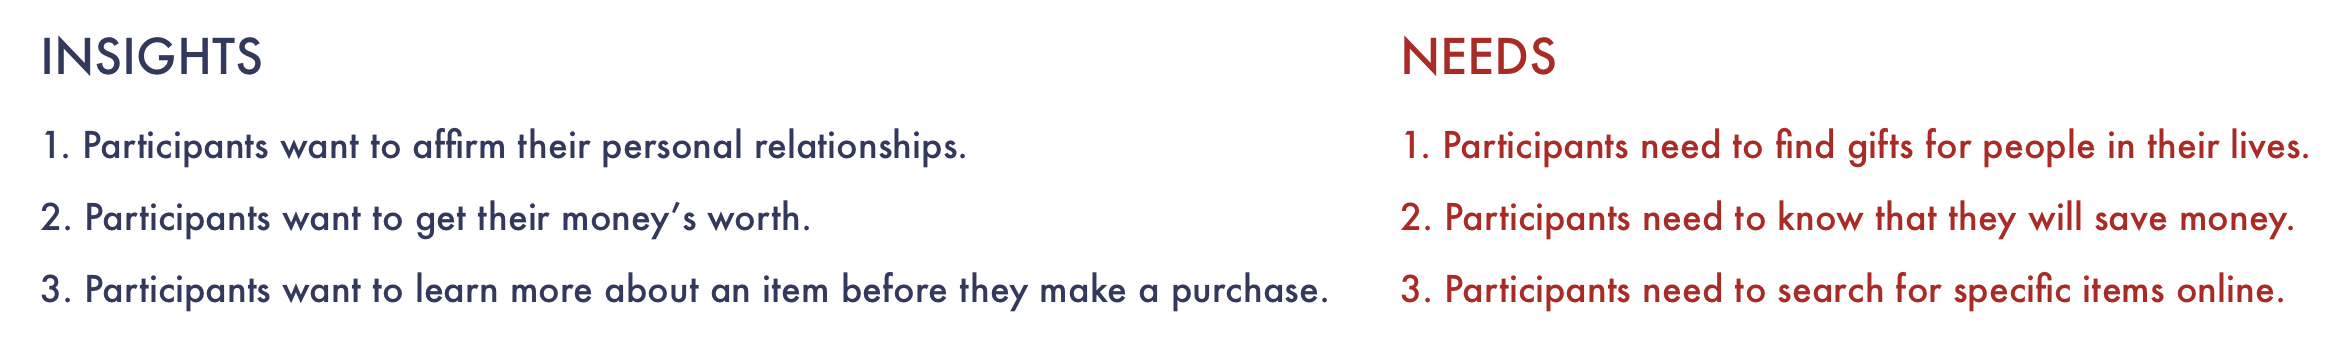 INSIGHTS
1. Participants want to affirm their personal relationships.
2. Participants want to get their money’s worth.
3. Participants want to learn more about an item before they make a purchase.
NEEDS
1. Participants need to find gifts for people in their lives.
2. Participants need to know that they will save money.
3. Participants need to search for specific items online.